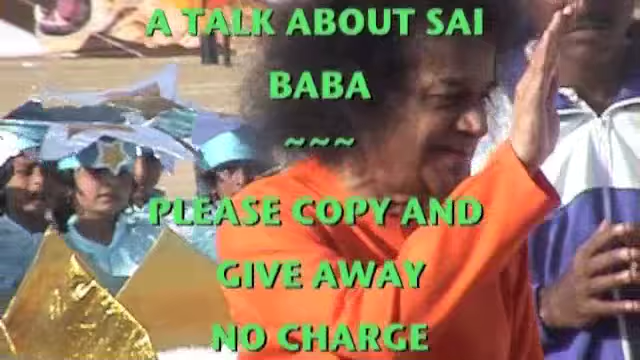 A TALK ABOUT SAI
BABA
~~~
PLEASE COPY AND
GIVE AWAY
NO CHARGE